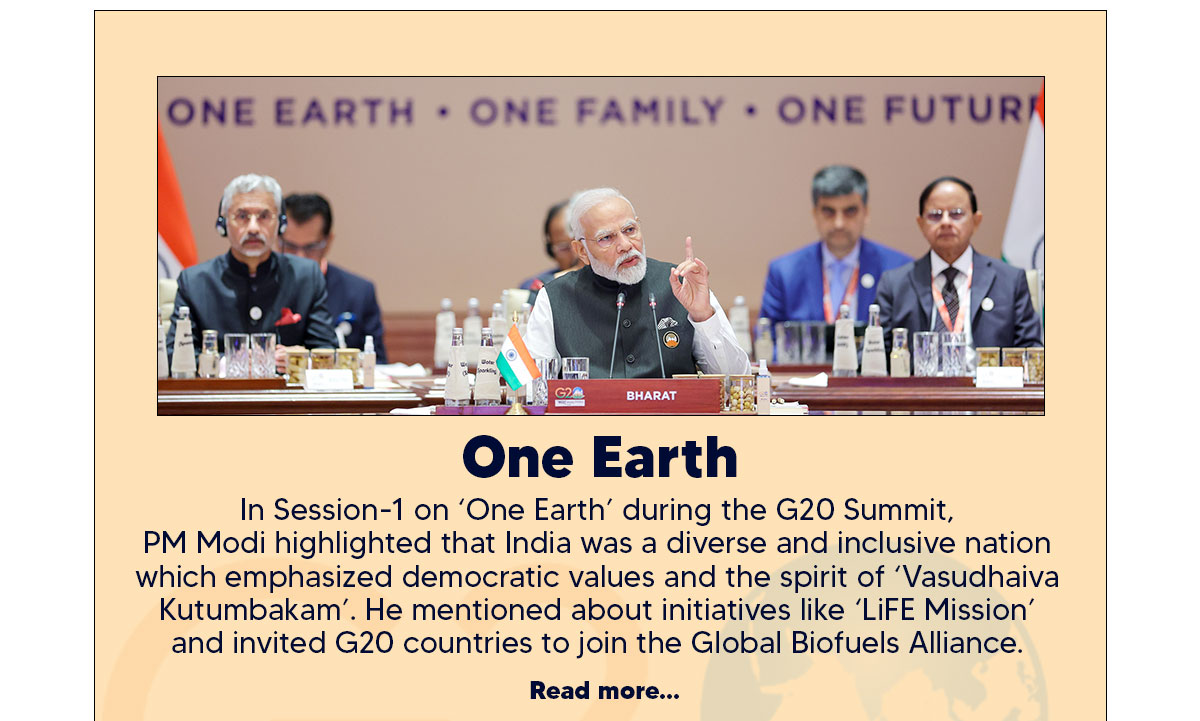 ONE EARTH • ONE FAMILY • ONE FUTURE
G20
BHARAT
One Earth
In Session-1 on ‘One Earth’ during the G20 Summit,
PM Modi highlighted that India was a diverse and inclusive nation
which emphasized democratic values and the spirit of ‘Vasudhaiva
Kutumbakam’. He mentioned about initiatives like ‘LiFE Mission’
and invited G20 countries to join the Global Biofuels Alliance.
Read more...